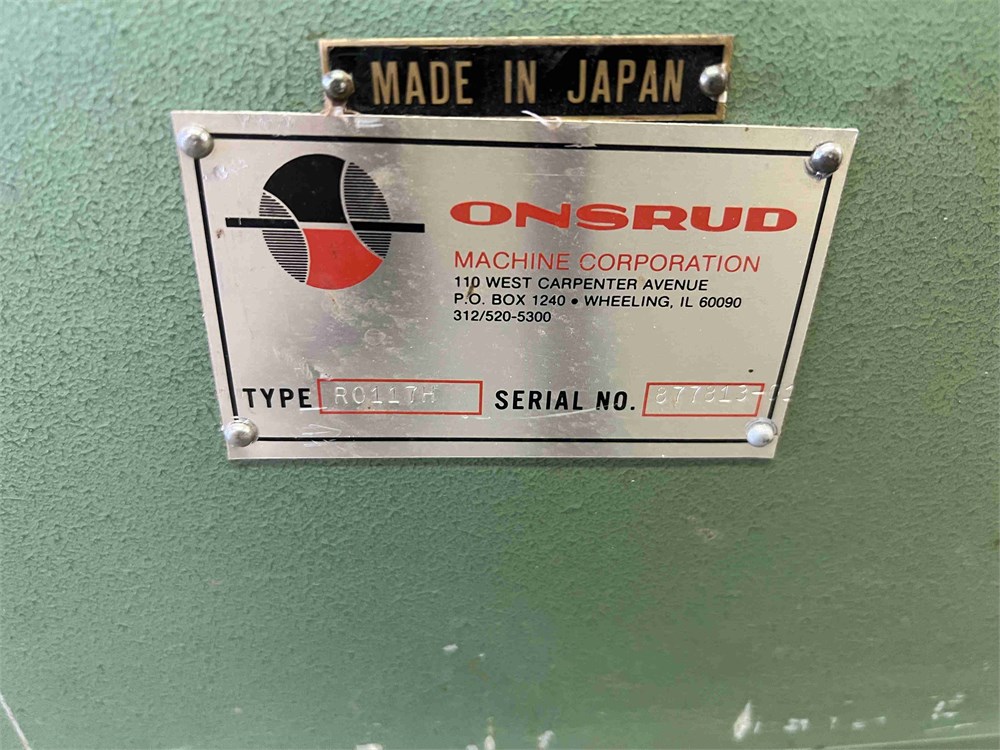 MADE IN JAPAN
ONSRUD
MACHINE CORPORATION
110 WEST CARPENTER AVENUE
P.O. BOX 1240 • WHEELING, IL 60090
312/520-5300
TYPE RO117H SERIAL NO.